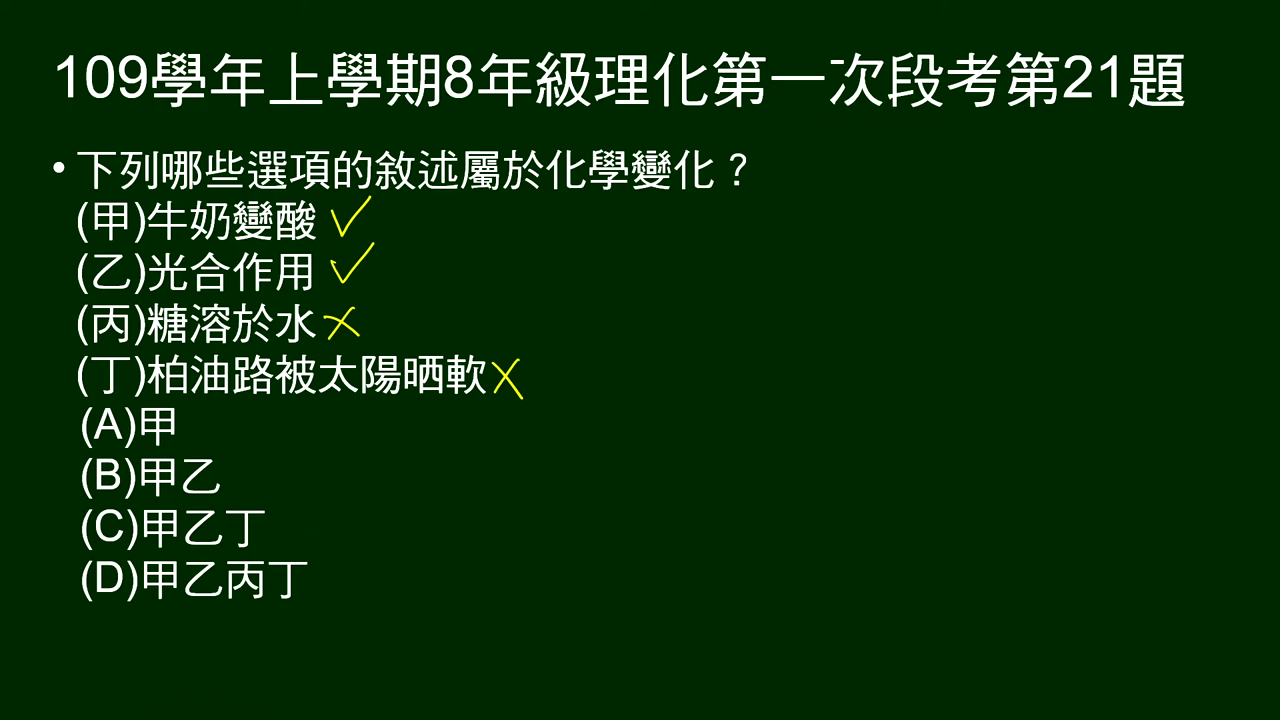 109學年上學期8年級理化第一次段考第21題
• 下列哪些選項的敘述屬於化學變化？
(甲)牛奶變酸 ✓
(乙)光合作用 ✓
(丙)糖溶於水 ✗
(丁)柏油路被太陽晒軟 ✗
(A)甲
(B)甲乙
(C)甲乙丁
(D)甲乙丙丁